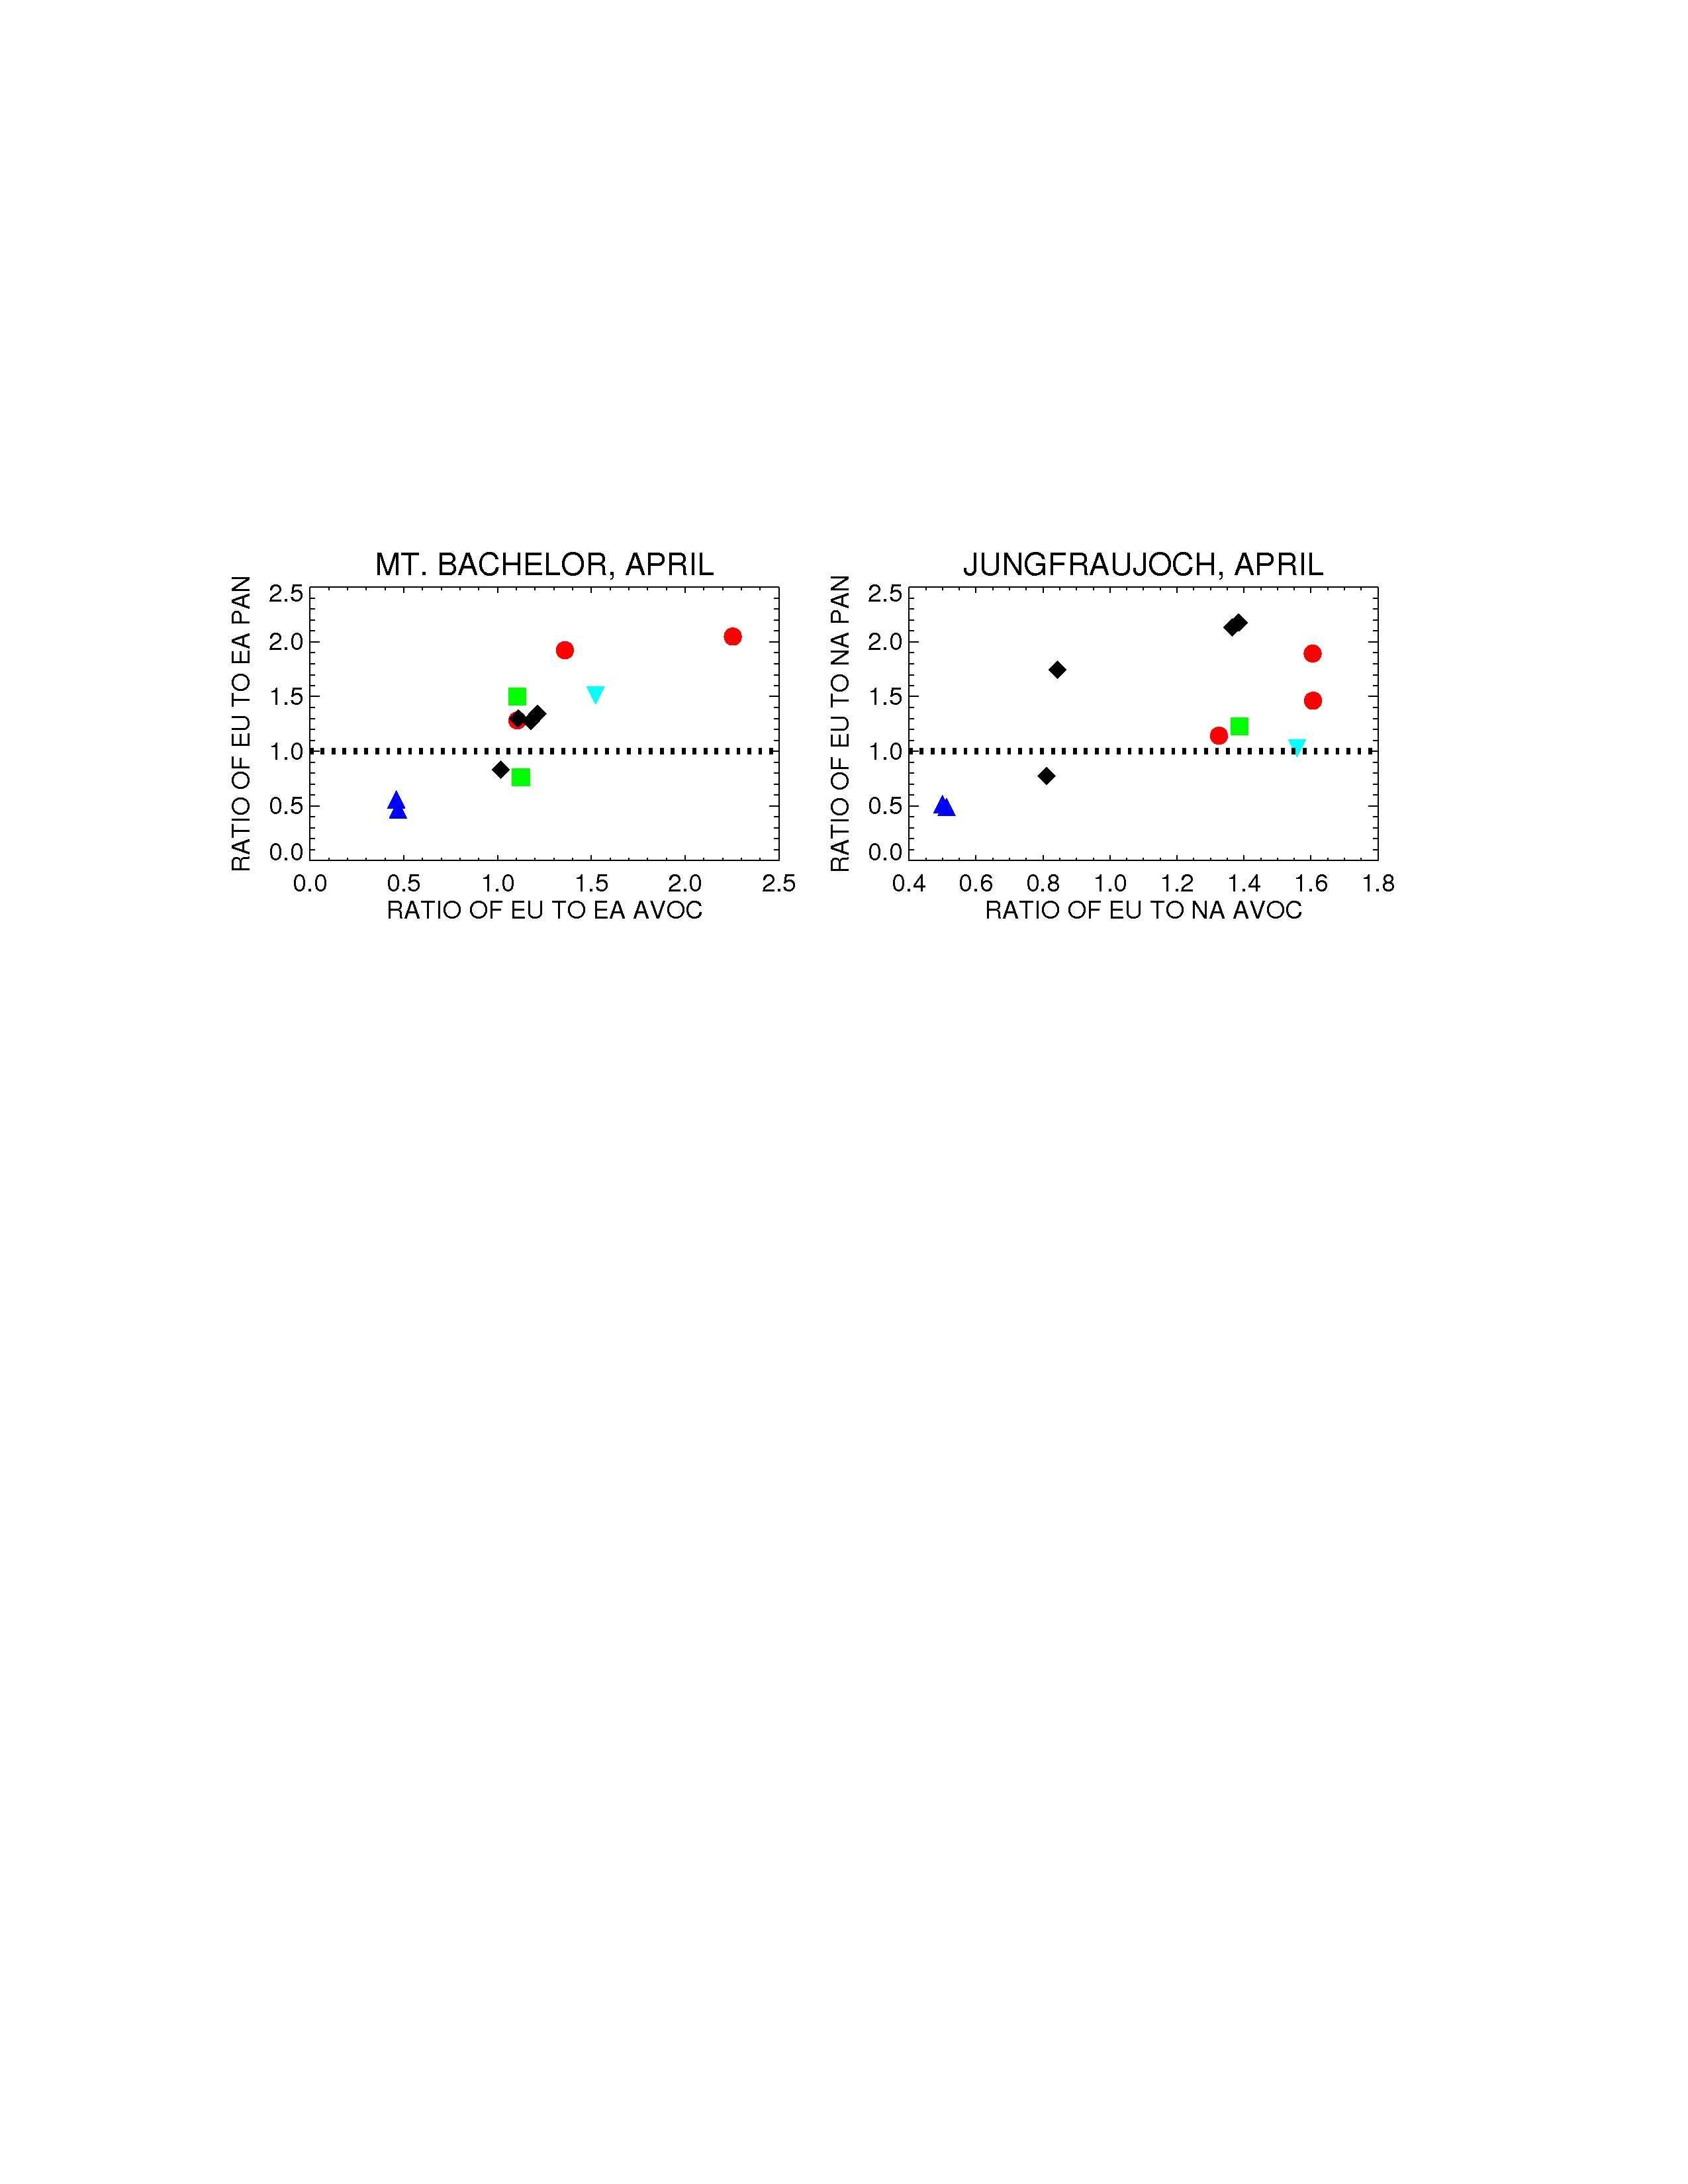 MT. BACHELOR, APRIL
RATIO OF EU TO EA PAN
2.5
2.0
1.5
1.0
0.5
0.0
0.0 0.5 1.0 1.5 2.0 2.5
RATIO OF EU TO EA AVOC
JUNGFRAUJOCH, APRIL
RATIO OF EU TO NA PAN
2.5
2.0
1.5
1.0
0.5
0.0
0.4 0.6 0.8 1.0 1.2 1.4 1.6 1.8
RATIO OF EU TO NA AVOC